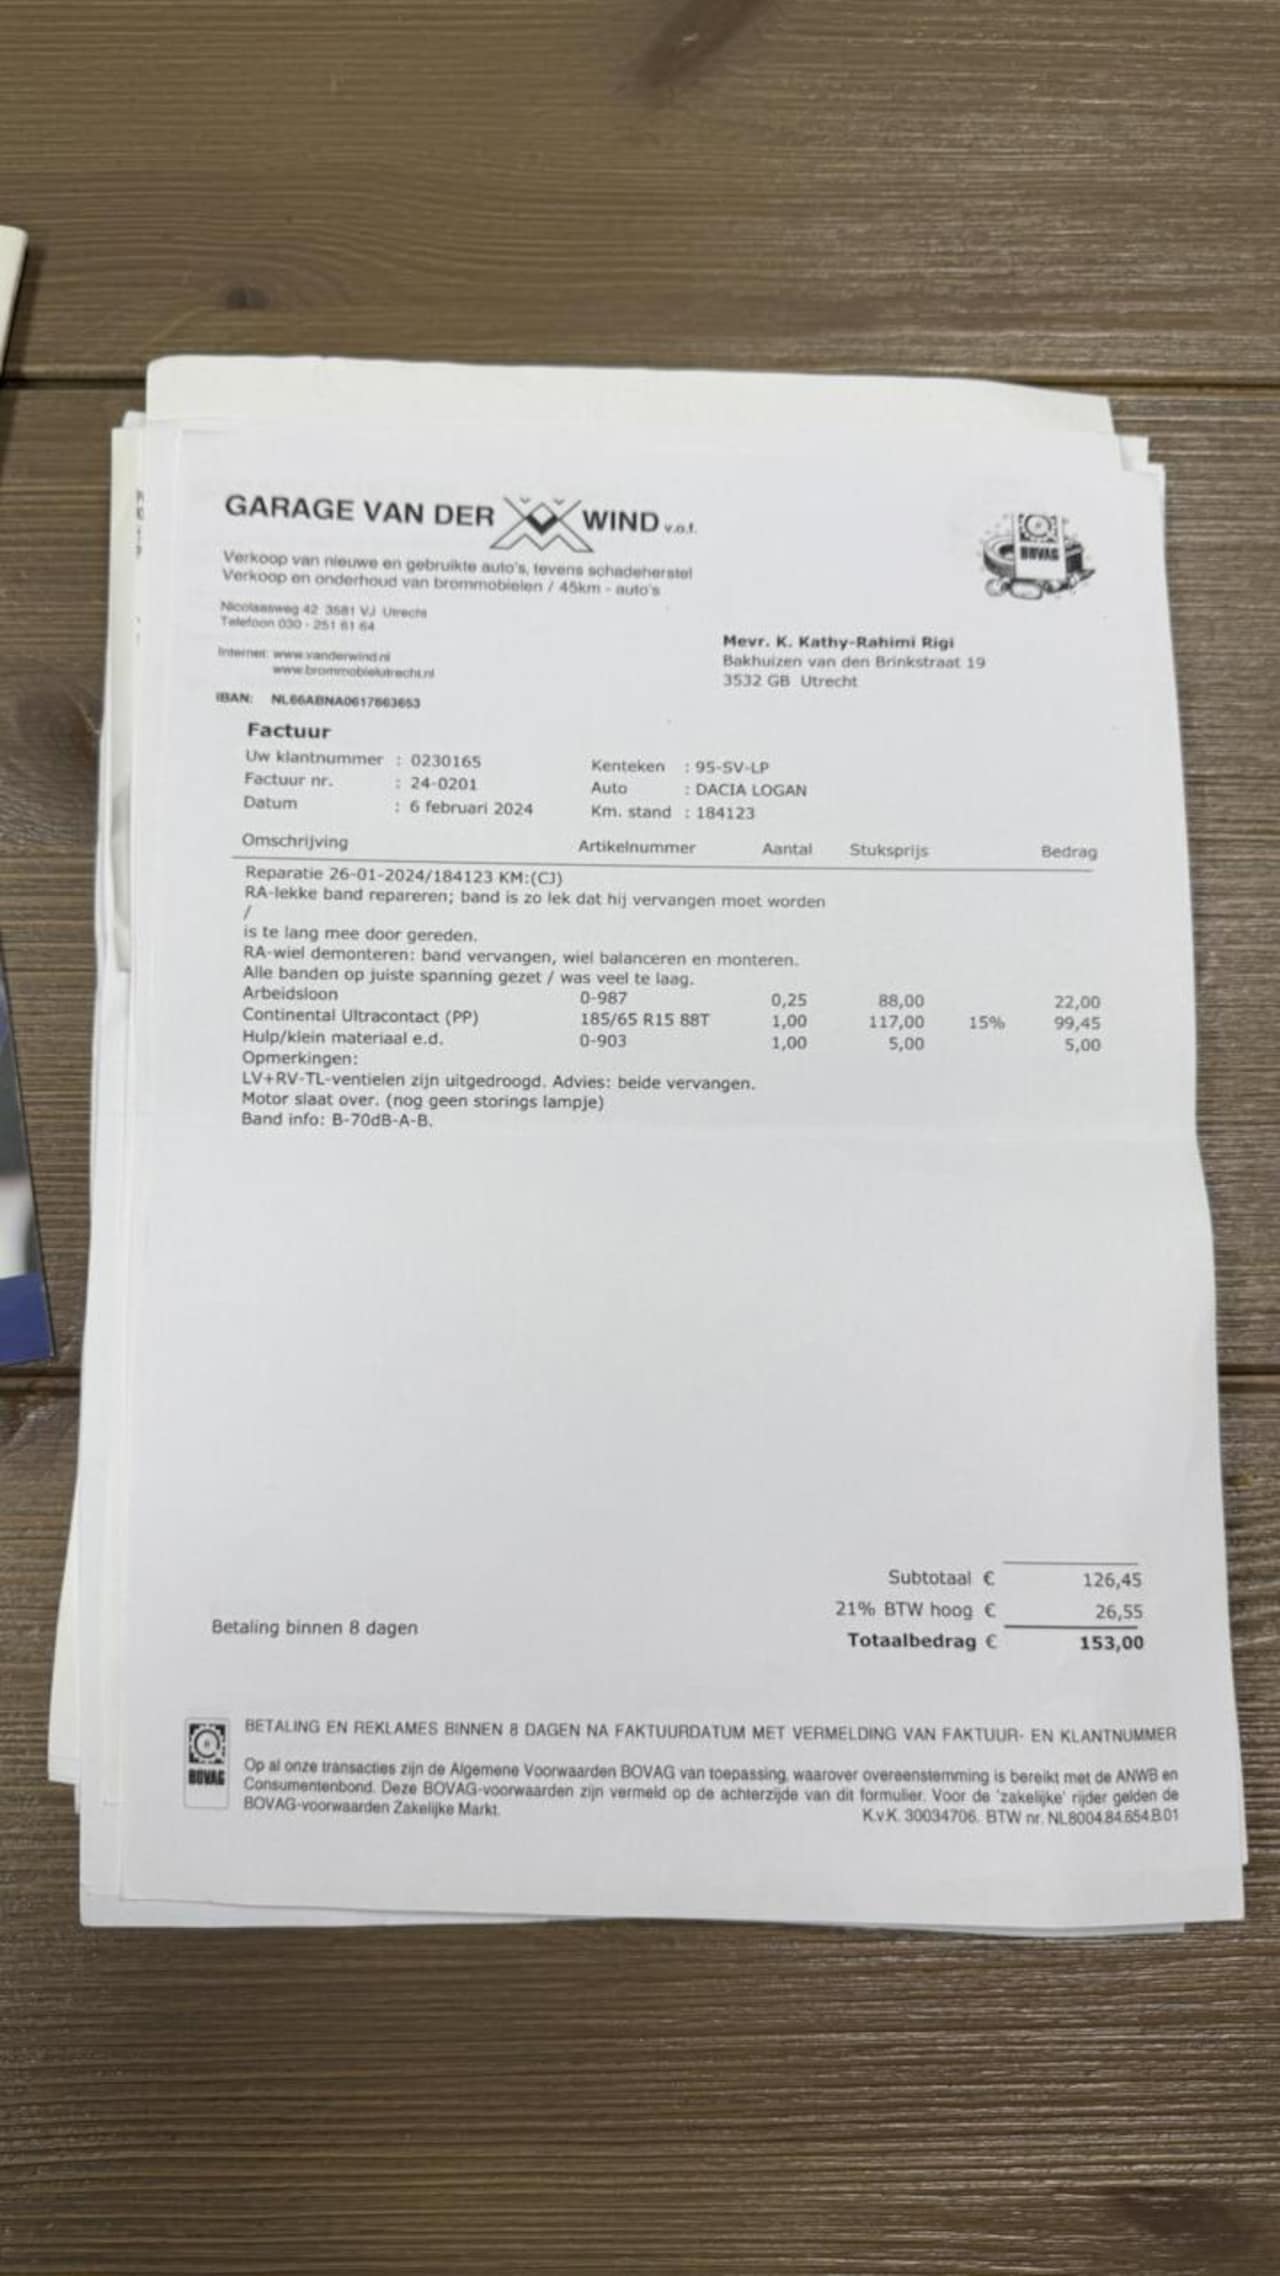 GARAGE VAN DER WIND v.o.f.
Verkoop van nieuwe en gebruikte auto's, tevens schadeherstel
Verkoop en onderhoud van brommobielen / 45km - auto's
Nicolaasweg 42 3581 VJ Utrecht
Telefoon 030 - 251 61 64
Internet: www.vanderwind.nl
www.brommobielutrecht.nl
IBAN: NL66ABNA0617663653
BOVAG
Mevr. K. Kathy-Rahimi Rigi
Bakhuizen van den Brinkstraat 19
3532 GB Utrecht
Factuur
Uw klantnummer : 0230165
Factuur nr. : 24-0201
Datum : 6 februari 2024
Kenteken : 95-SV-LP
Auto : DACIA LOGAN
Km. stand : 184123
Omschrijving Artikelnummer Aantal Stuksprijs Bedrag
Reparatie 26-01-2024/184123 KM:(CJ)
RA-lekke band repareren; band is zo lek dat hij vervangen moet worden
/
is te lang mee door gereden.
RA-wiel demonteren: band vervangen, wiel balanceren en monteren.
Alle banden op juiste spanning gezet / was veel te laag.
Arbeidsloon 0-987 0,25 88,00 22,00
Continental Ultracontact (PP) 185/65 R15 88T 1,00 117,00 15% 99,45
Hulp/klein materiaal e.d. 0-903 1,00 5,00 5,00
Opmerkingen:
LV+RV-TL-ventielen zijn uitgedroogd. Advies: beide vervangen.
Motor slaat over. (nog geen storings lampje)
Band info: B-70dB-A-B.
Subtotaal € 126,45
21% BTW hoog € 26,55
Betaling binnen 8 dagen
Totaalbedrag € 153,00
BETALING EN REKLAMES BINNEN 8 DAGEN NA FAKTUURDATUM MET VERMELDING VAN FAKTUUR- EN KLANTNUMMER
BOVAG
Op al onze transacties zijn de Algemene Voorwaarden BOVAG van toepassing, waarover overeenstemming is bereikt met de ANWB en
Consumentenbond. Deze BOVAG-voorwaarden zijn vermeld op de achterzijde van dit formulier. Voor de 'zakelijke' rijder gelden de
BOVAG-voorwaarden Zakelijke Markt. K.v.K. 30034706. BTW nr. NL8004.84.654.B.01